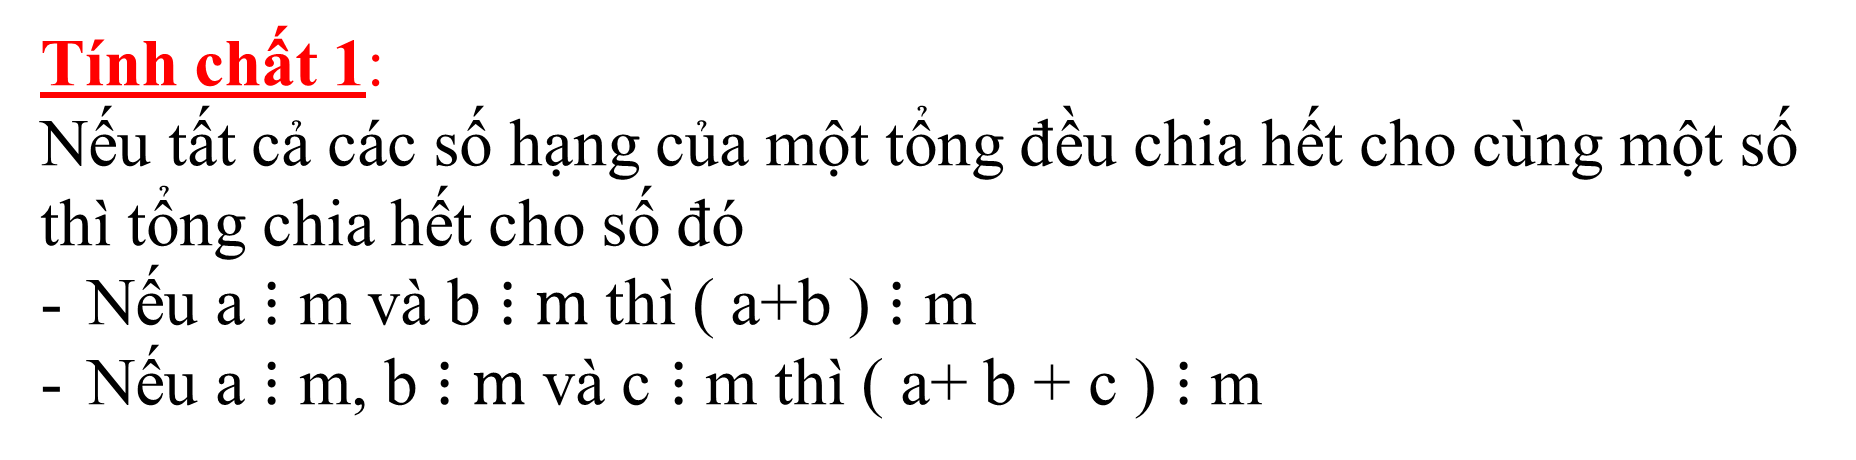 Tính chất 1:
Nếu tất cả các số hạng của một tổng đều chia hết cho cùng một số
thì tổng chia hết cho số đó
- Nếu a ⋮ m và b ⋮ m thì ( a+b ) ⋮ m
- Nếu a ⋮ m, b ⋮ m và c ⋮ m thì ( a+ b + c ) ⋮ m